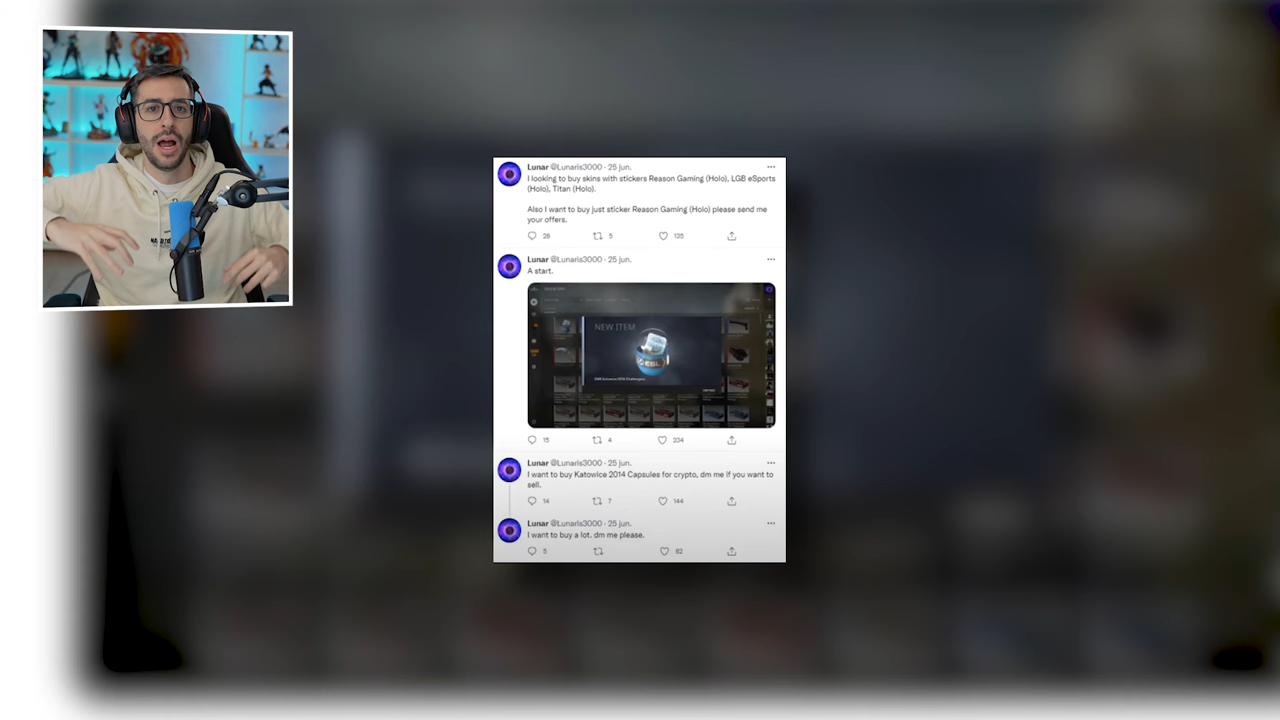 Lunar @Lunaris3000 · 25 jun.
I looking to buy skins with stickers Reason Gaming (Holo), LGB eSports
(Holo), Titan (Holo).
Also I want to buy just sticker Reason Gaming (Holo) please send me
your offers.
28 5 135
Lunar @Lunaris3000 · 25 jun.
A start.
NEW ITEM
15 4 234
Lunar @Lunaris3000 · 25 jun.
I want to buy Katowice 2014 Capsules for crypto, dm me if you want to
sell.
14 7 144
Lunar @Lunaris3000 · 25 jun.
I want to buy a lot. dm me please.
5 82